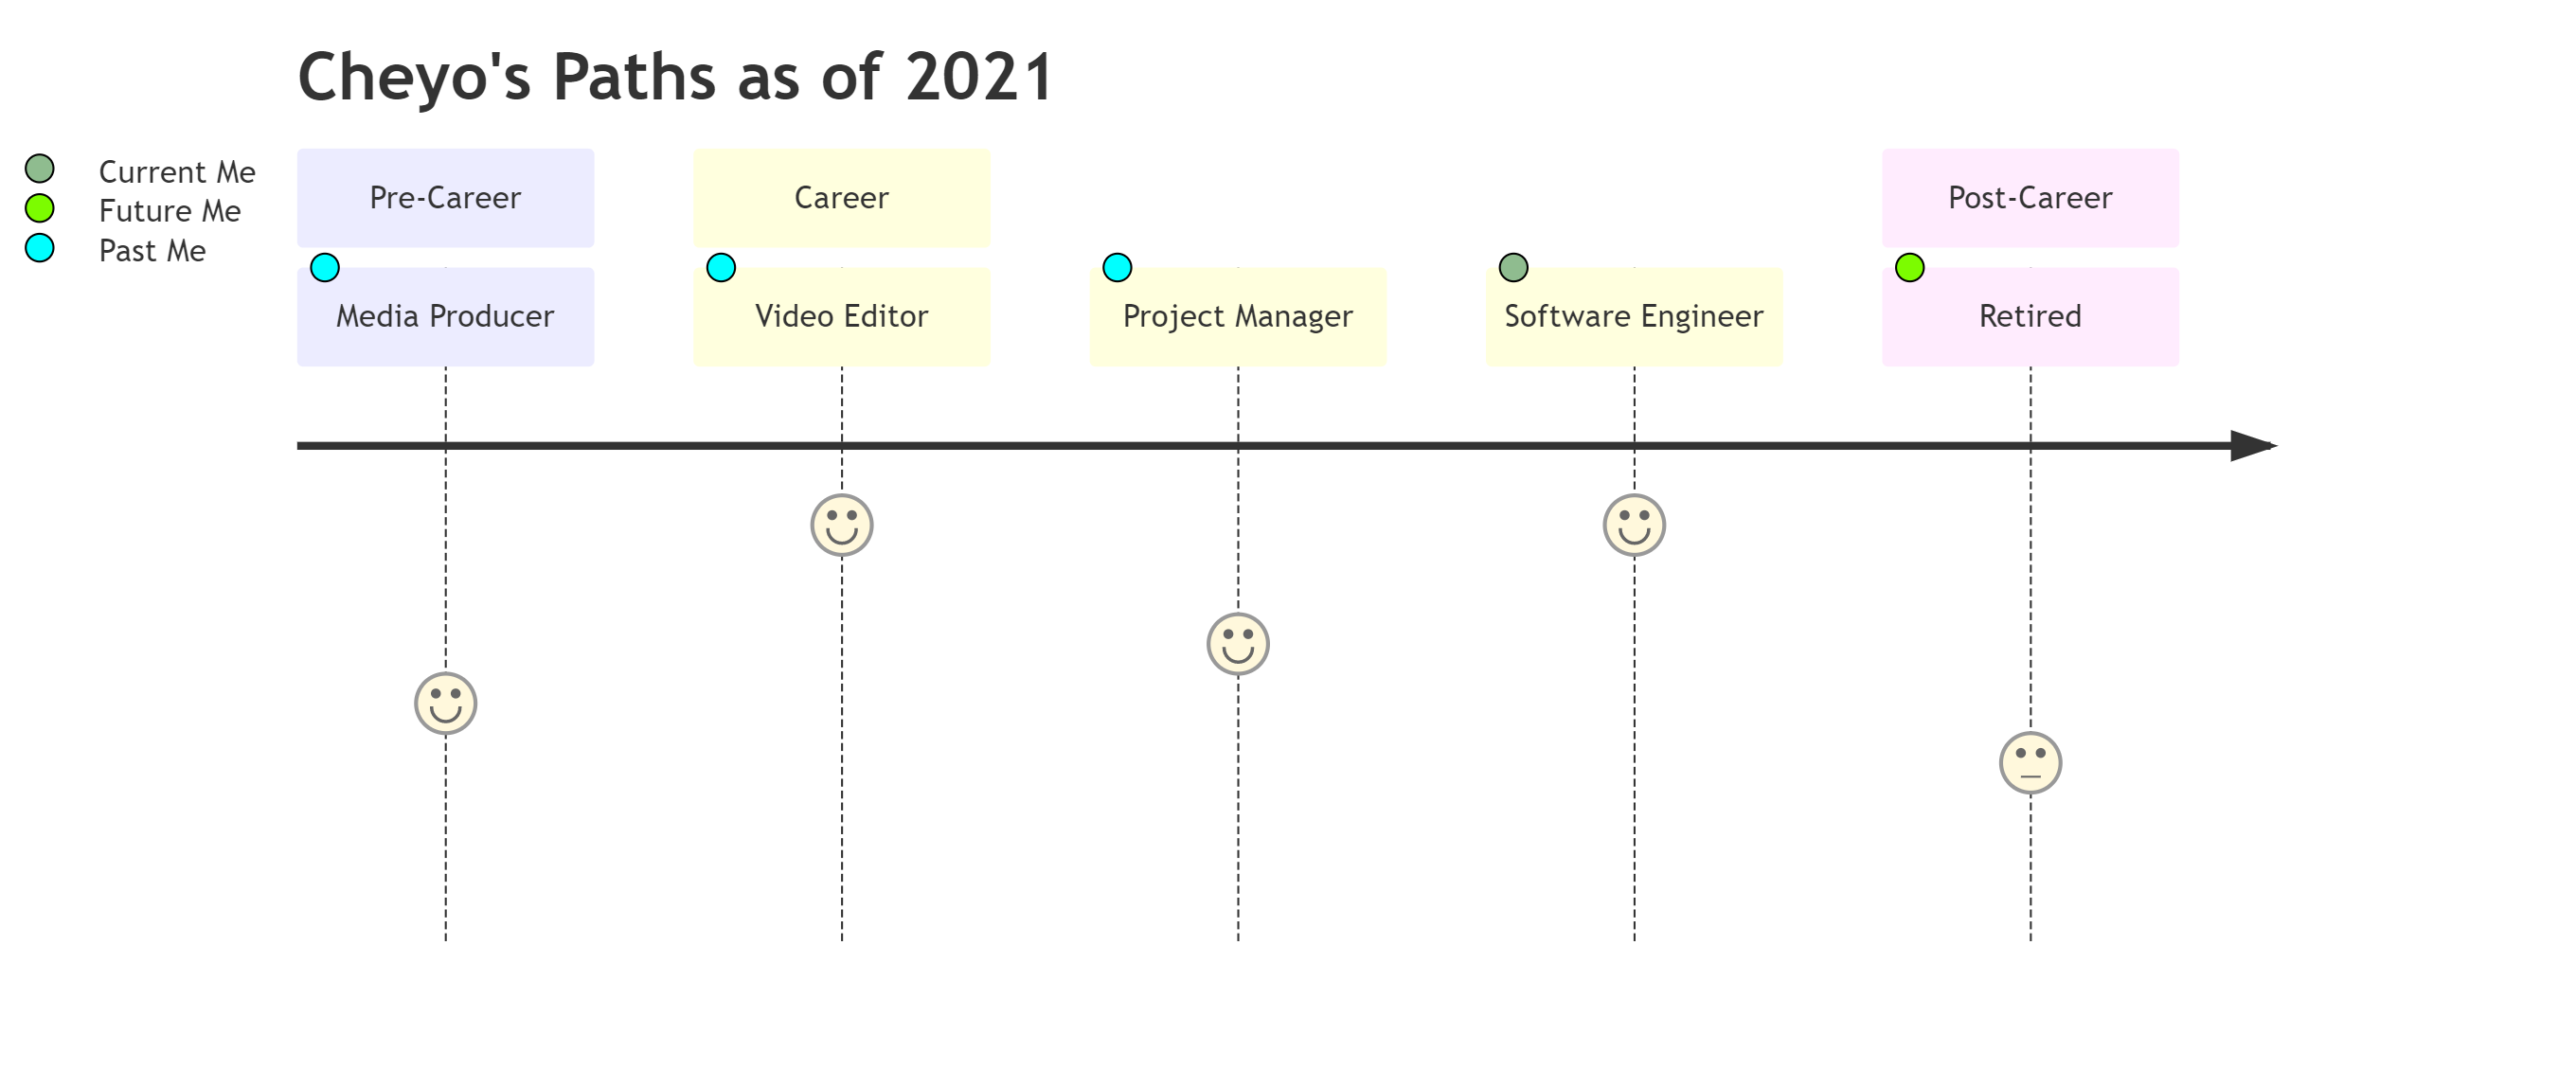 Cheyo's Paths as of 2021
Current Me
Future Me
Past Me
Pre-Career
Career
Post-Career
Media Producer
Video Editor
Project Manager
Software Engineer
Retired